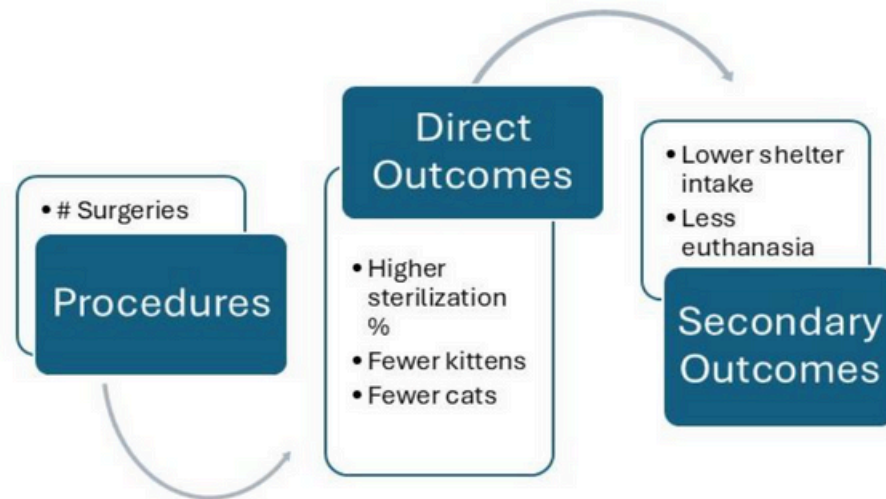 • # Surgeries
Procedures
Direct
Outcomes
• Higher
sterilization
%
• Fewer kittens
• Fewer cats
• Lower shelter
intake
• Less
euthanasia
Secondary
Outcomes